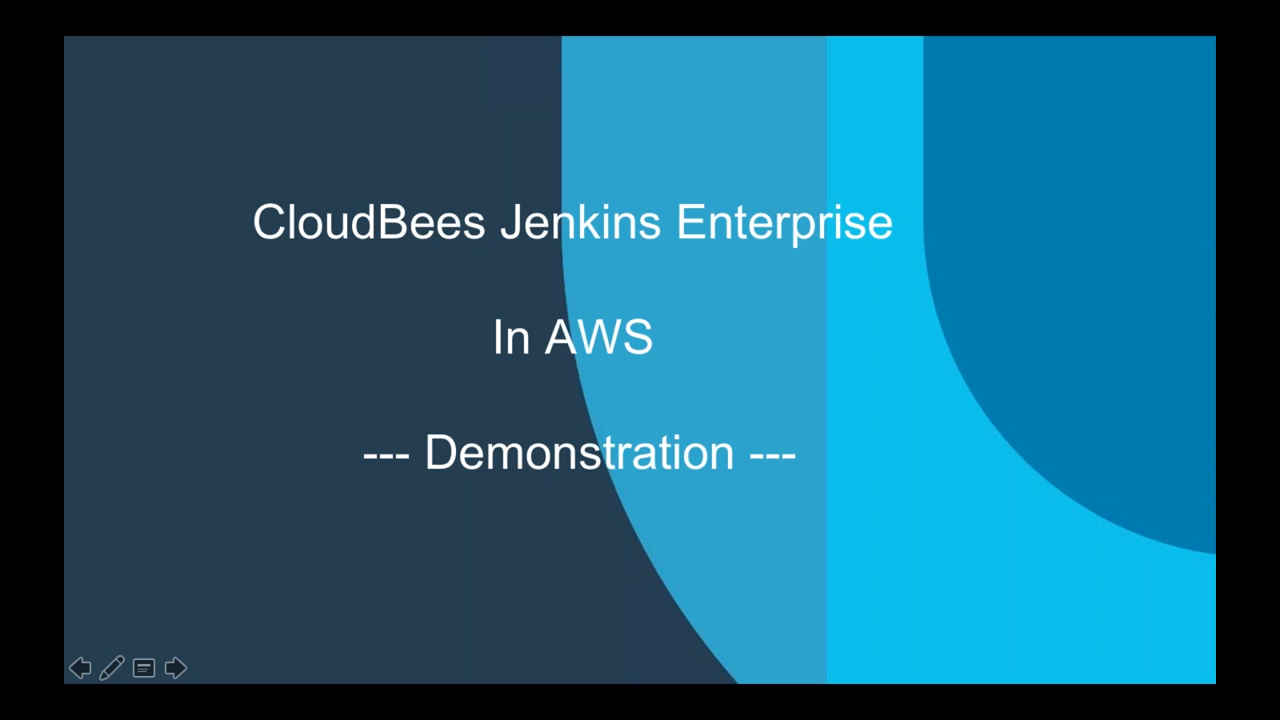 CloudBees Jenkins Enterprise
In AWS
--- Demonstration ---